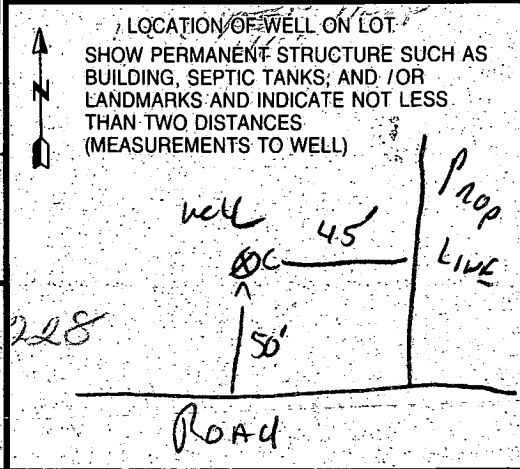 LOCATION OF WELL ON LOT
SHOW PERMANENT STRUCTURE SUCH AS
BUILDING, SEPTIC TANKS, AND /OR
LANDMARKS AND INDICATE NOT LESS
THAN TWO DISTANCES
(MEASUREMENTS TO WELL)
N
Prop
Line
well
45'
228
50'
Road